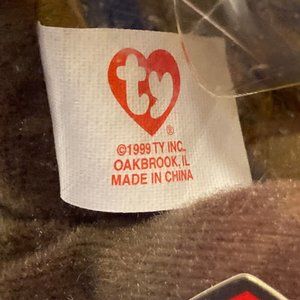 ty
®
©1999 TY INC.
OAKBROOK, IL
MADE IN CHINA